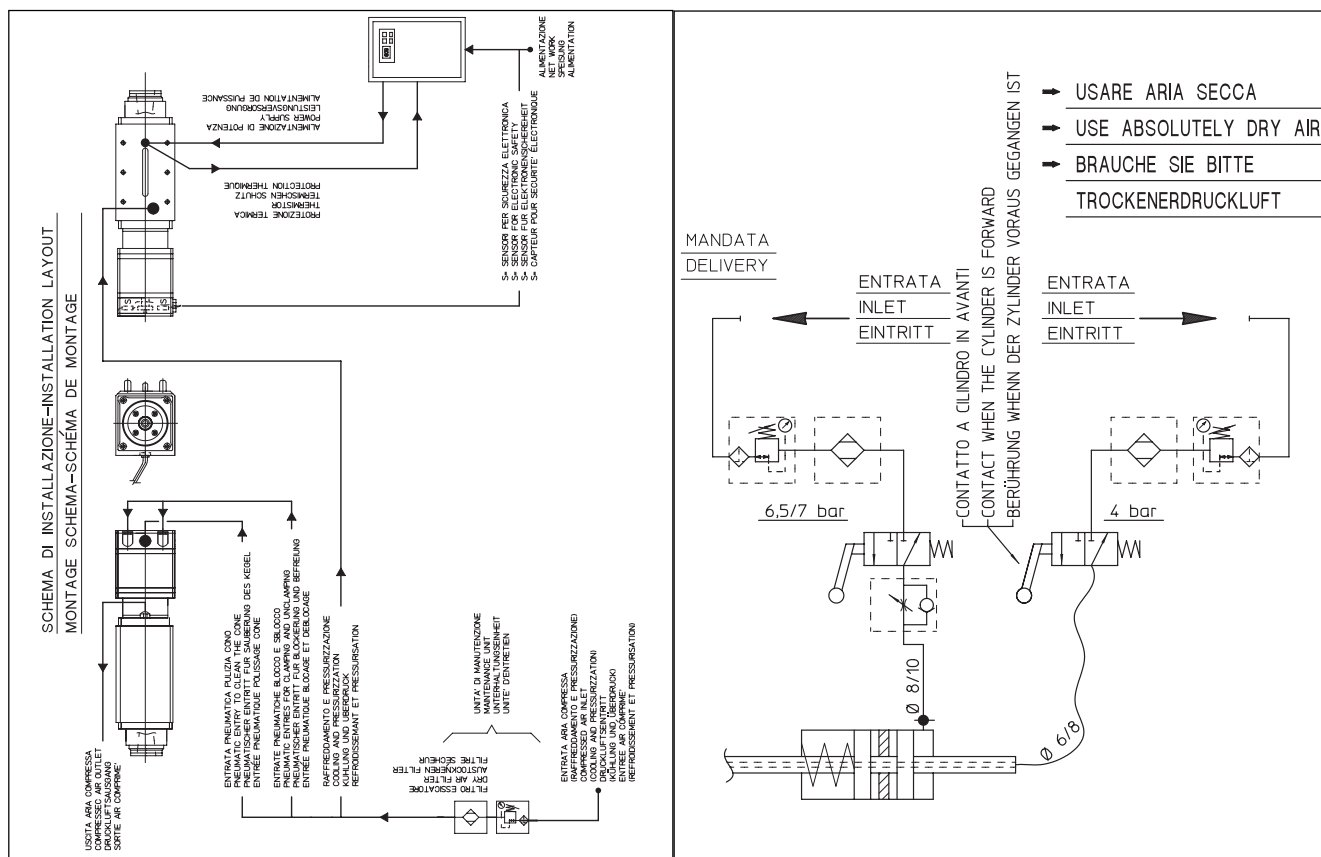 SCHEMA DI INSTALLAZIONE-INSTALLATION LAYOUT
MONTAGE SCHÉMA-SCHÉMA DE MONTAGE
ALIMENTAZIONE
NET WORK
SPEISUNG
ALIMENTATION
ALIMENTAZIONE DI POTENZA
POWER SUPPLY
LEISTUNGSVERSORGUNG
ALIMENTATION DE PUISSANCE
PROTEZIONE TERMICA
THERMISTOR
TERMISCHEN SCHUTZ
PROTECTION THERMIQUE
S= SENSORI PER SICUREZZA ELETTRONICA
S= SENSOR FOR ELECTRONIC SAFETY
S= SENSOR FUR ELEKTRONENSICHEREHEIT
S= CAPTEUR POUR SECURITE' ÉLECTRONIQUE
S
S
USCITA ARIA COMPRESSA
COMPRESSEC AIR OUTLET
DRUCKLUFTSAUSGANG
SORTIE AIR COMPRIME'
ENTRATA PNEUMATICA PULIZIA CONO
PNEUMATIC ENTRY TO CLEAN THE CONE
PNEUMATISCHER EINTRITT FUR SAUBERUNG DES KEGEL
ENTRÉE PNEUMATIQUE POLISSAGE CONE
ENTRATE PNEUMATICHE BLOCCO E SBLOCCO
PNEUMATIC ENTRIES FOR CLAMPING AND UNCLAMPING
PNEUMATISCHER EINTRITT FUR BLOCKIERUNG UND BEFREIUNG
ENTRÉE PNEUMATIQUE BLOCAGE ET DEBLOCAGE
RAFFREDDAMENTO E PRESSURIZZAZIONE
COOLING AND PRESSURIZATION
KUHLUNG UND UBERDRUCK
REFROIDISSEMANT ET PRESSURISATION
UNITA' DI MANUTENZIONE
MAINTENANCE UNIT
UNTERHALTUNGSEINHEIT
UNITE' D'ENTRETIEN
FILTRO ESSICATORE
DRY AIR FILTER
AUSTOCKNEREN FILTER
FILTER SÉCHEUR
ENTRATA ARIA COMPRESSA
(RAFFREDDAMENTO E PRESSURIZZAZIONE)
COMPRESSED AIR INLET
(COOLING AND PRESSURIZATION)
DRUCKLUFTSEINTRITT
(KÜHLUNG UND ÜBERDRUCK)
ENTREE AIR COMPRIME'
(REFROIDISSEMENT ET PRESSURISATION)
USARE ARIA SECCA
USE ABSOLUTELY DRY AIR
BRAUCHE SIE BITTE
TROCKENERDRUCKLUFT
MANDATA
DELIVERY
ENTRATA
INLET
EINTRITT
ENTRATA
INLET
EINTRITT
CONTATTO A CILINDRO IN AVANTI
CONTACT WHEN THE CYLINDER IS FORWARD
BERÜHRUNG WHENN DER ZYLINDER VORAUS GEGANGEN IST
6,5/7 bar
4 bar
Ø 8/10
Ø 6/8